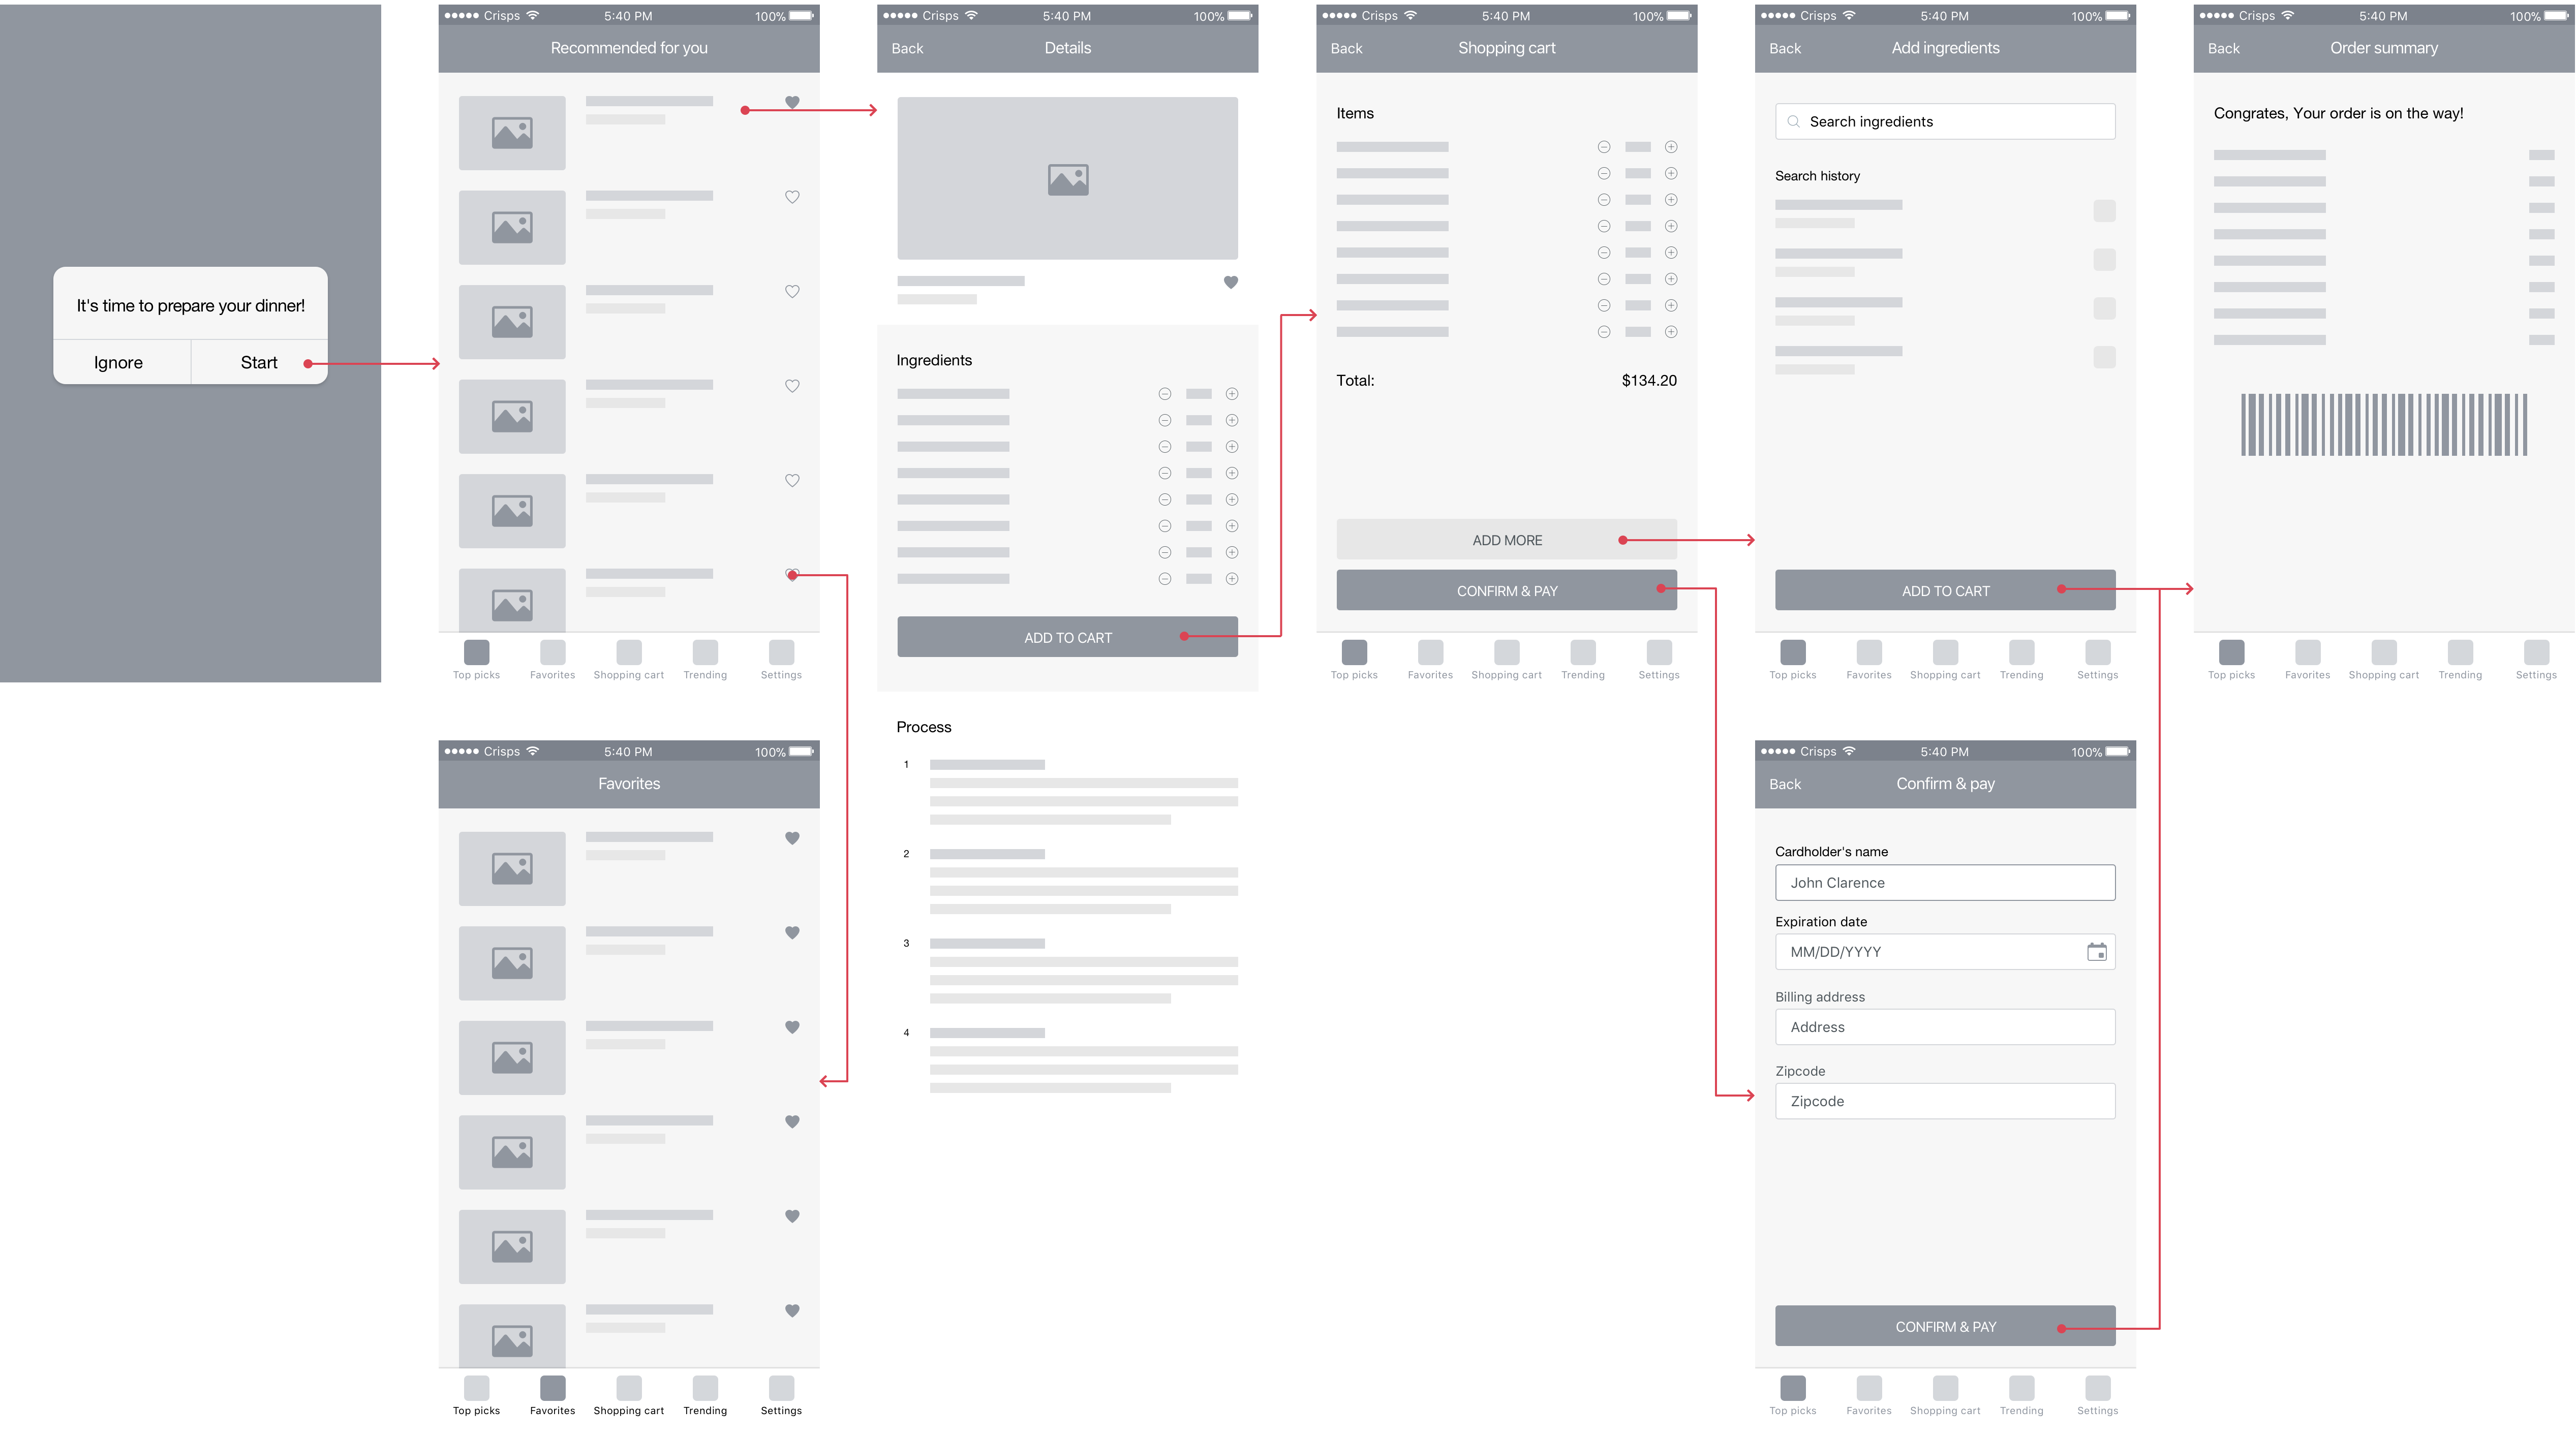 It's time to prepare your dinner!
Ignore
Start
Crisps
5:40 PM
100%
Recommended for you
Top picks
Favorites
Shopping cart
Trending
Settings
Crisps
5:40 PM
100%
Favorites
Top picks
Favorites
Shopping cart
Trending
Settings
Crisps
5:40 PM
100%
Back
Details
Ingredients
ADD TO CART
Process
1
2
3
4
Crisps
5:40 PM
100%
Back
Shopping cart
Items
Total:
$134.20
ADD MORE
CONFIRM & PAY
Top picks
Favorites
Shopping cart
Trending
Settings
Crisps
5:40 PM
100%
Back
Add ingredients
Search ingredients
Search history
ADD TO CART
Top picks
Favorites
Shopping cart
Trending
Settings
Crisps
5:40 PM
100%
Back
Confirm & pay
Cardholder's name
John Clarence
Expiration date
MM/DD/YYYY
Billing address
Address
Zipcode
Zipcode
CONFIRM & PAY
Top picks
Favorites
Shopping cart
Trending
Settings
Crisps
5:40 PM
100%
Back
Order summary
Congrates, Your order is on the way!
Top picks
Favorites
Shopping cart
Trending
Settings